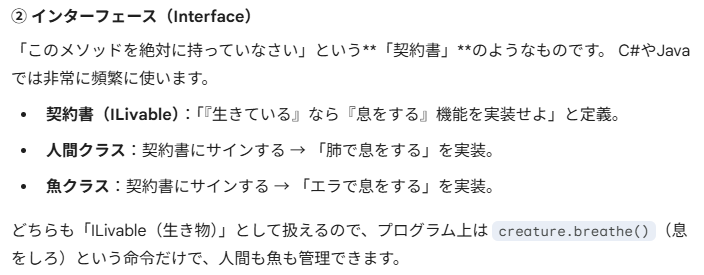 ② インターフェース（Interface）
「このメソッドを絶対に持っていなさい」という**「契約書」**のようなものです。 C#やJava
では非常に頻繁に使います。
• 契約書（ILivable）：「『生きている』なら『息をする』機能を実装せよ」と定義。
• 人間クラス：契約書にサインする → 「肺で息をする」を実装。
• 魚クラス：契約書にサインする → 「エラで息をする」を実装。
どちらも「ILivable（生き物）」として扱えるので、プログラム上は creature.breathe() （息
をしろ）という命令だけで、人間も魚も管理できます。